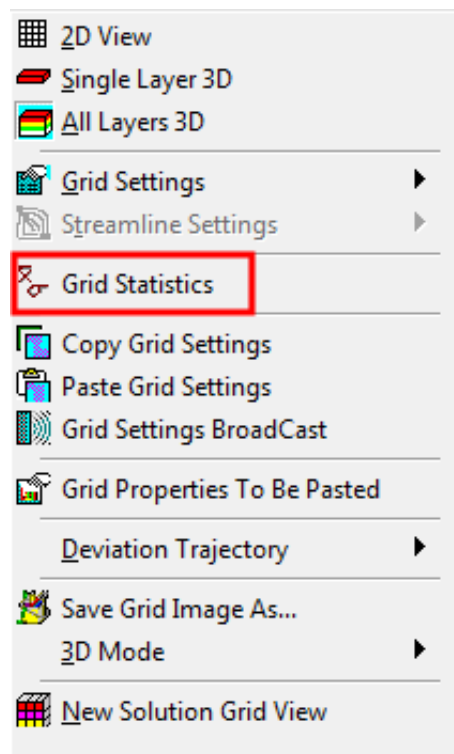 2D View
Single Layer 3D
All Layers 3D
Grid Settings
Streamline Settings
Grid Statistics
Copy Grid Settings
Paste Grid Settings
Grid Settings BroadCast
Grid Properties To Be Pasted
Deviation Trajectory
Save Grid Image As...
3D Mode
New Solution Grid View